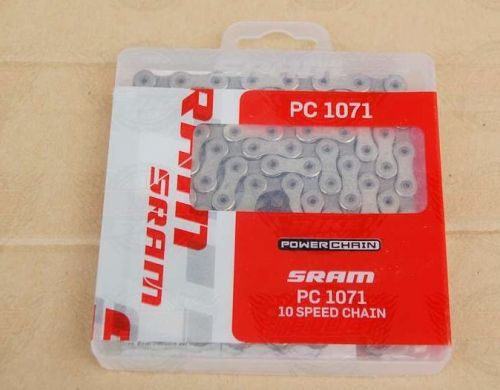 PC 1071
SRAM
POWERCHAIN
SRAM
PC 1071
10 SPEED CHAIN